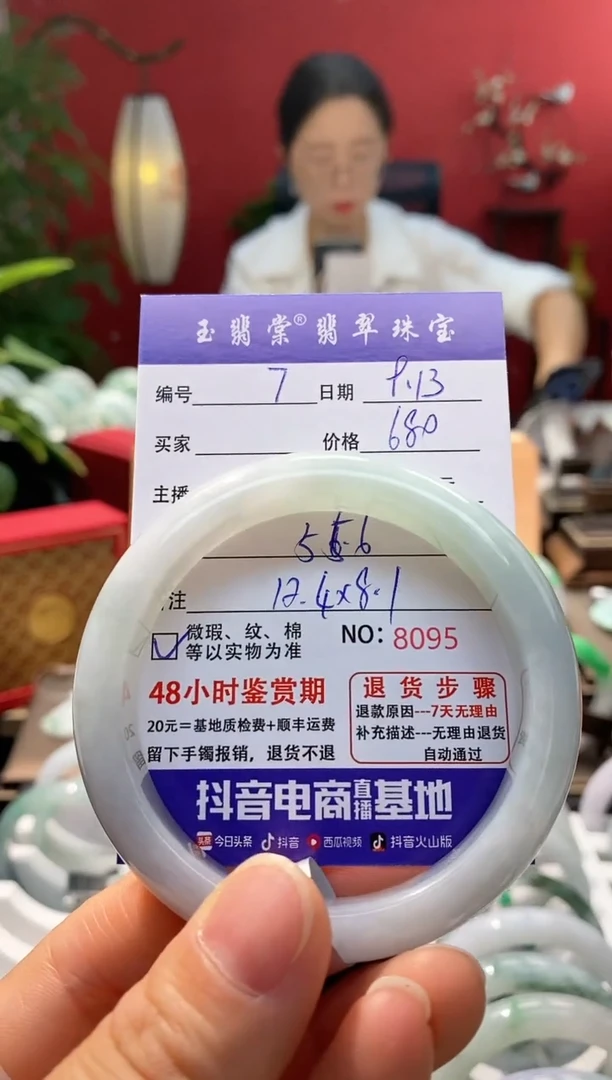 玉翡棠®翡翠珠宝
编号 7 日期 9.13
买家 价格 680
主播
55.6
注 12.4x8.1
微瑕、纹、棉
等以实物为准
NO: 8095
48小时鉴赏期
20元=基地质检费+顺丰运费
留下手镯报销，退货不退
退货步骤
退款原因---7天无理由
补充描述---无理由退货
自动通过
抖音电商直播基地
头条 今日头条 抖音 西瓜视频 抖音火山版